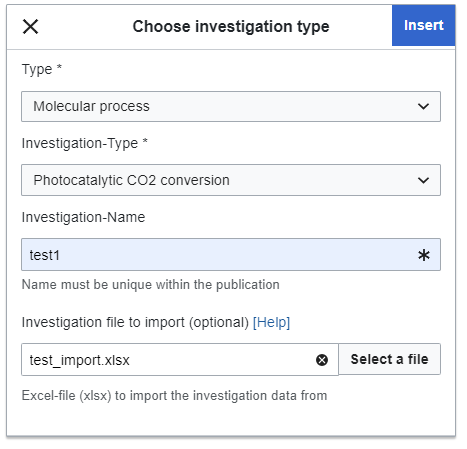 Choose investigation type
Insert
Type *
Molecular process
Investigation-Type *
Photocatalytic CO2 conversion
Investigation-Name
test1
Name must be unique within the publication
Investigation file to import (optional) [Help]
test_import.xlsx
Select a file
Excel-file (xlsx) to import the investigation data from